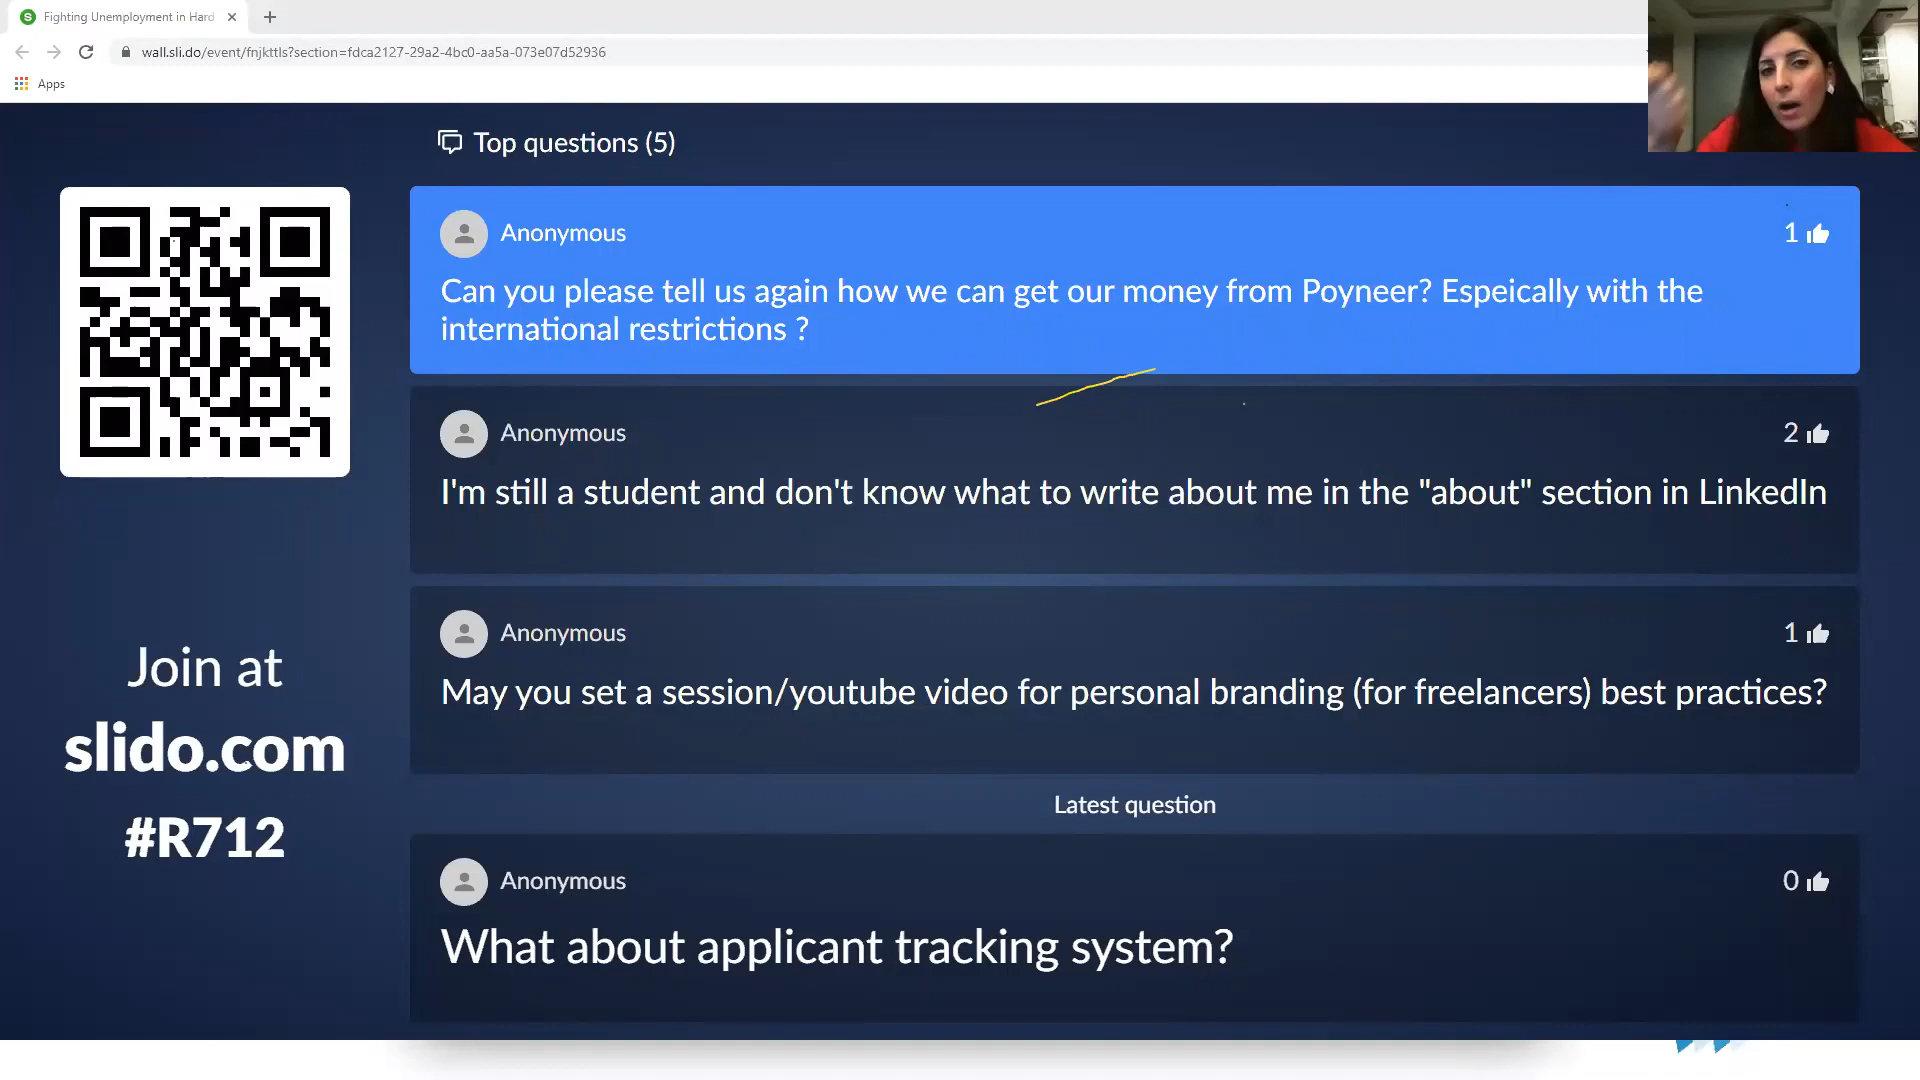 Fighting Unemployment in Hard
wall.sli.do/event/fnjkttls?section=fdca2127-29a2-4bc0-aa5a-073e07d52936
Apps
Top questions (5)
Anonymous
1
Can you please tell us again how we can get our money from Poyneer? Espeically with the
international restrictions ?
Anonymous
2
I'm still a student and don't know what to write about me in the "about" section in LinkedIn
Anonymous
1
May you set a session/youtube video for personal branding (for freelancers) best practices?
Latest question
Anonymous
0
What about applicant tracking system?
Join at
slido.com
#R712